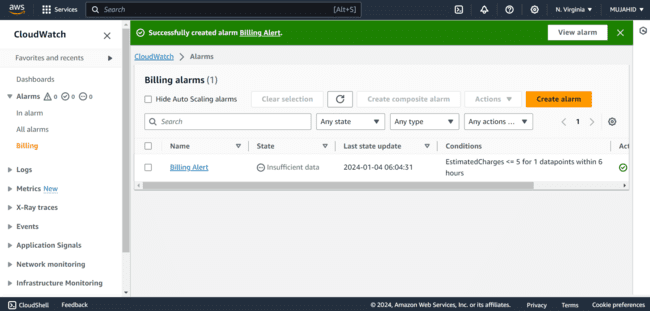 aws Services Search [Alt+S] N. Virginia MUJAHID
CloudWatch
Favorites and recents
Dashboards
Alarms 0 0 0
In alarm
All alarms
Billing
Logs
Metrics New
X-Ray traces
Events
Application Signals
Network monitoring
Infrastructure Monitoring
Successfully created alarm Billing Alert. View alarm
CloudWatch > Alarms
Billing alarms (1)
Hide Auto Scaling alarms Clear selection Create composite alarm Actions Create alarm
Search Any state Any type Any actions ... 1
Name State Last state update Conditions Act
Billing Alert Insufficient data 2024-01-04 06:04:31 EstimatedCharges <= 5 for 1 datapoints within 6
hours
CloudShell Feedback © 2024, Amazon Web Services, Inc. or its affiliates. Privacy Terms Cookie preferences